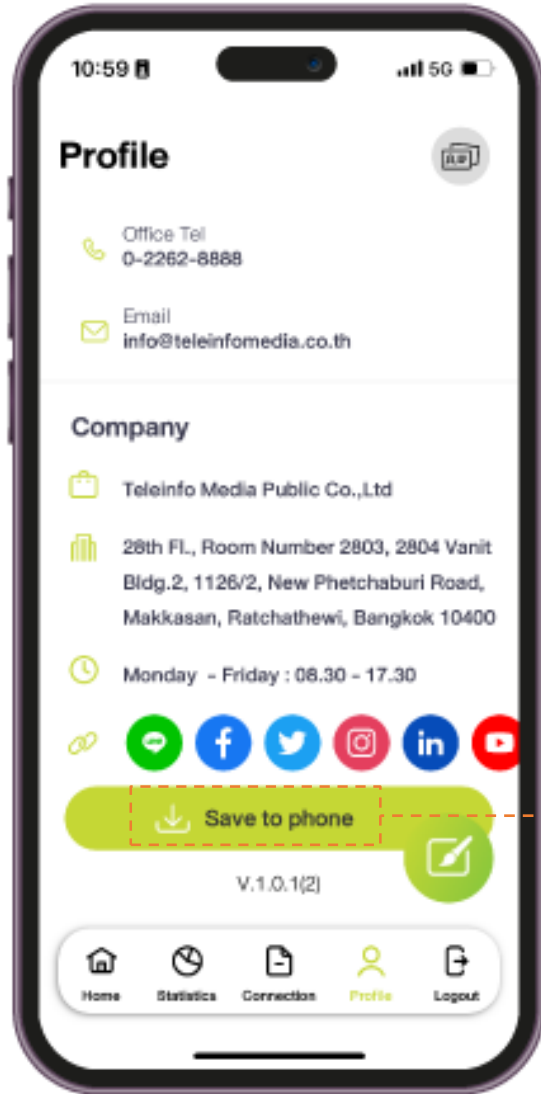 10:59
5G
Profile
Office Tel
0-2262-8888
Email
info@teleinfomedia.co.th
Company
Teleinfo Media Public Co.,Ltd
28th Fl., Room Number 2803, 2804 Vanit
Bldg.2, 1126/2, New Phetchaburi Road,
Makkasan, Ratchathewi, Bangkok 10400
Monday - Friday : 08.30 - 17.30
Save to phone
V.1.0.1(2)
Home Statistics Connection Profile Logout